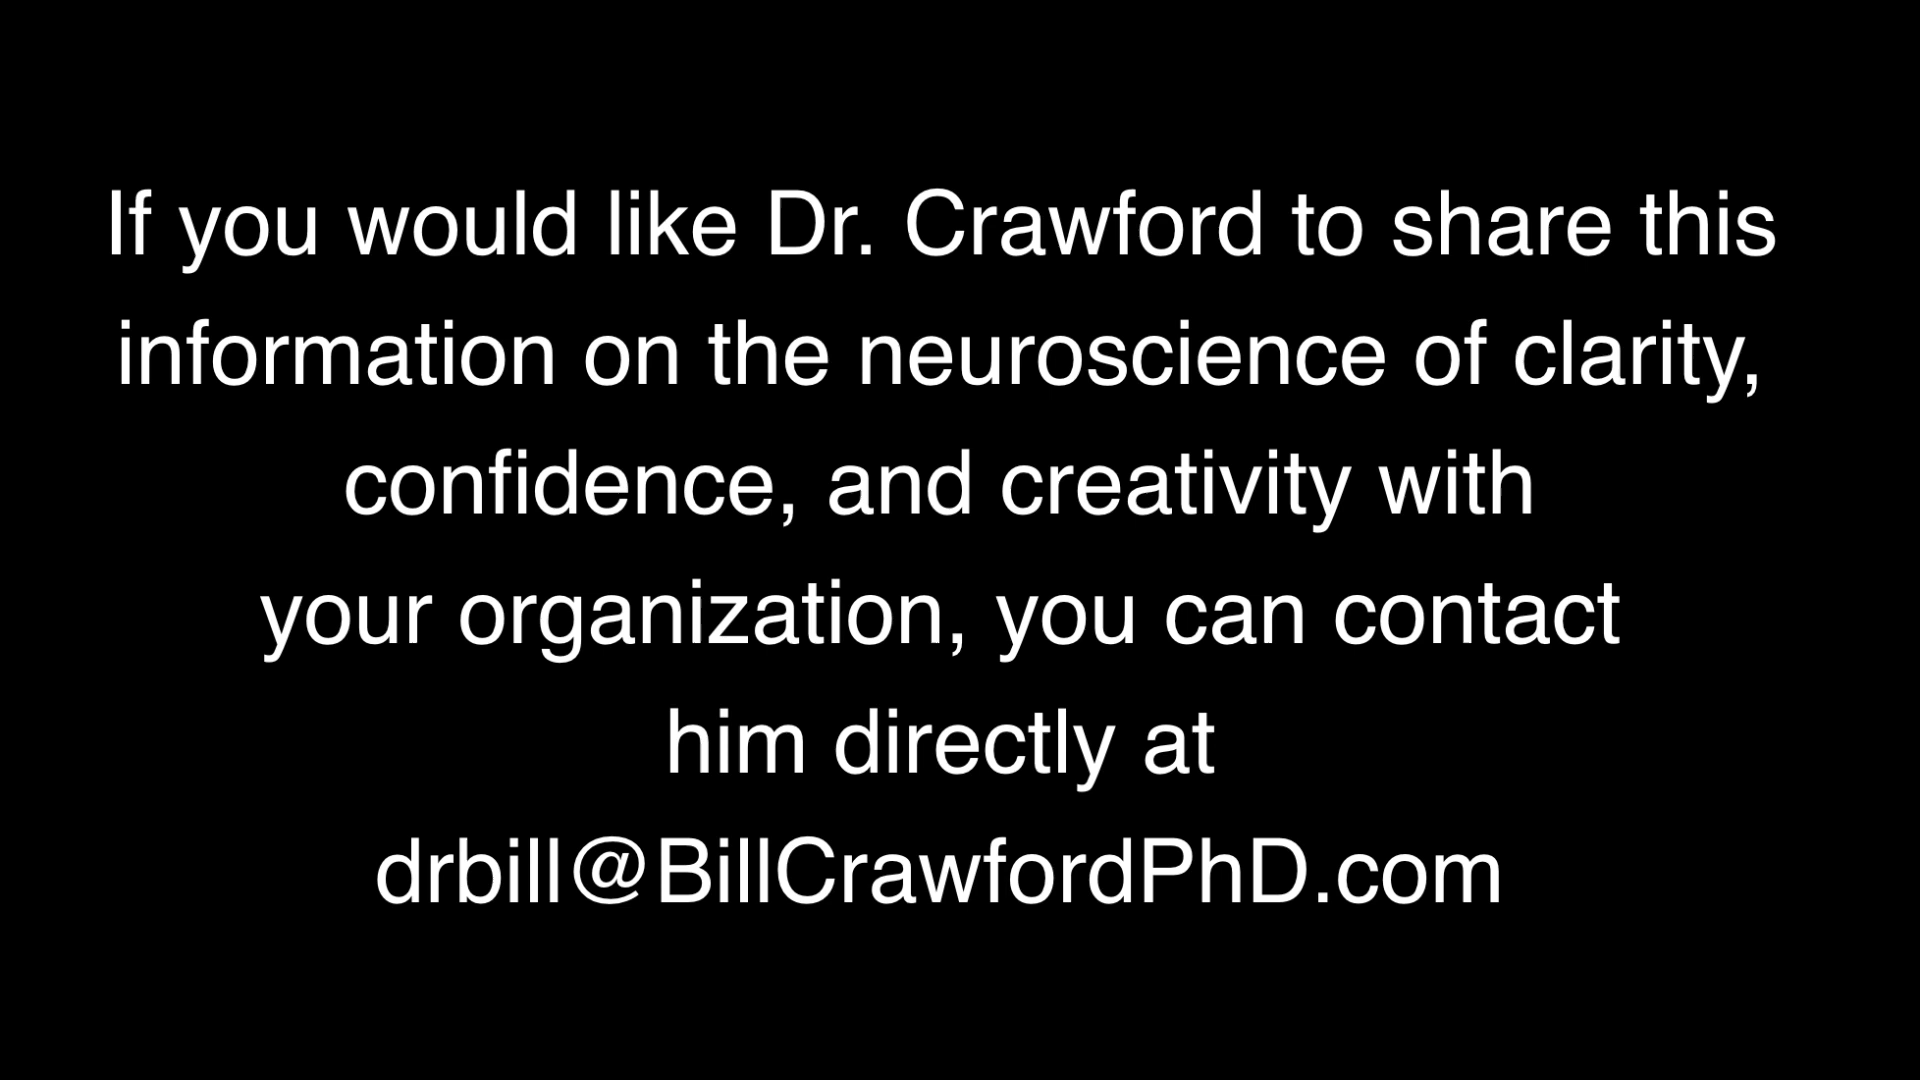 If you would like Dr. Crawford to share this
information on the neuroscience of clarity,
confidence, and creativity with
your organization, you can contact
him directly at
drbill@BillCrawfordPhD.com